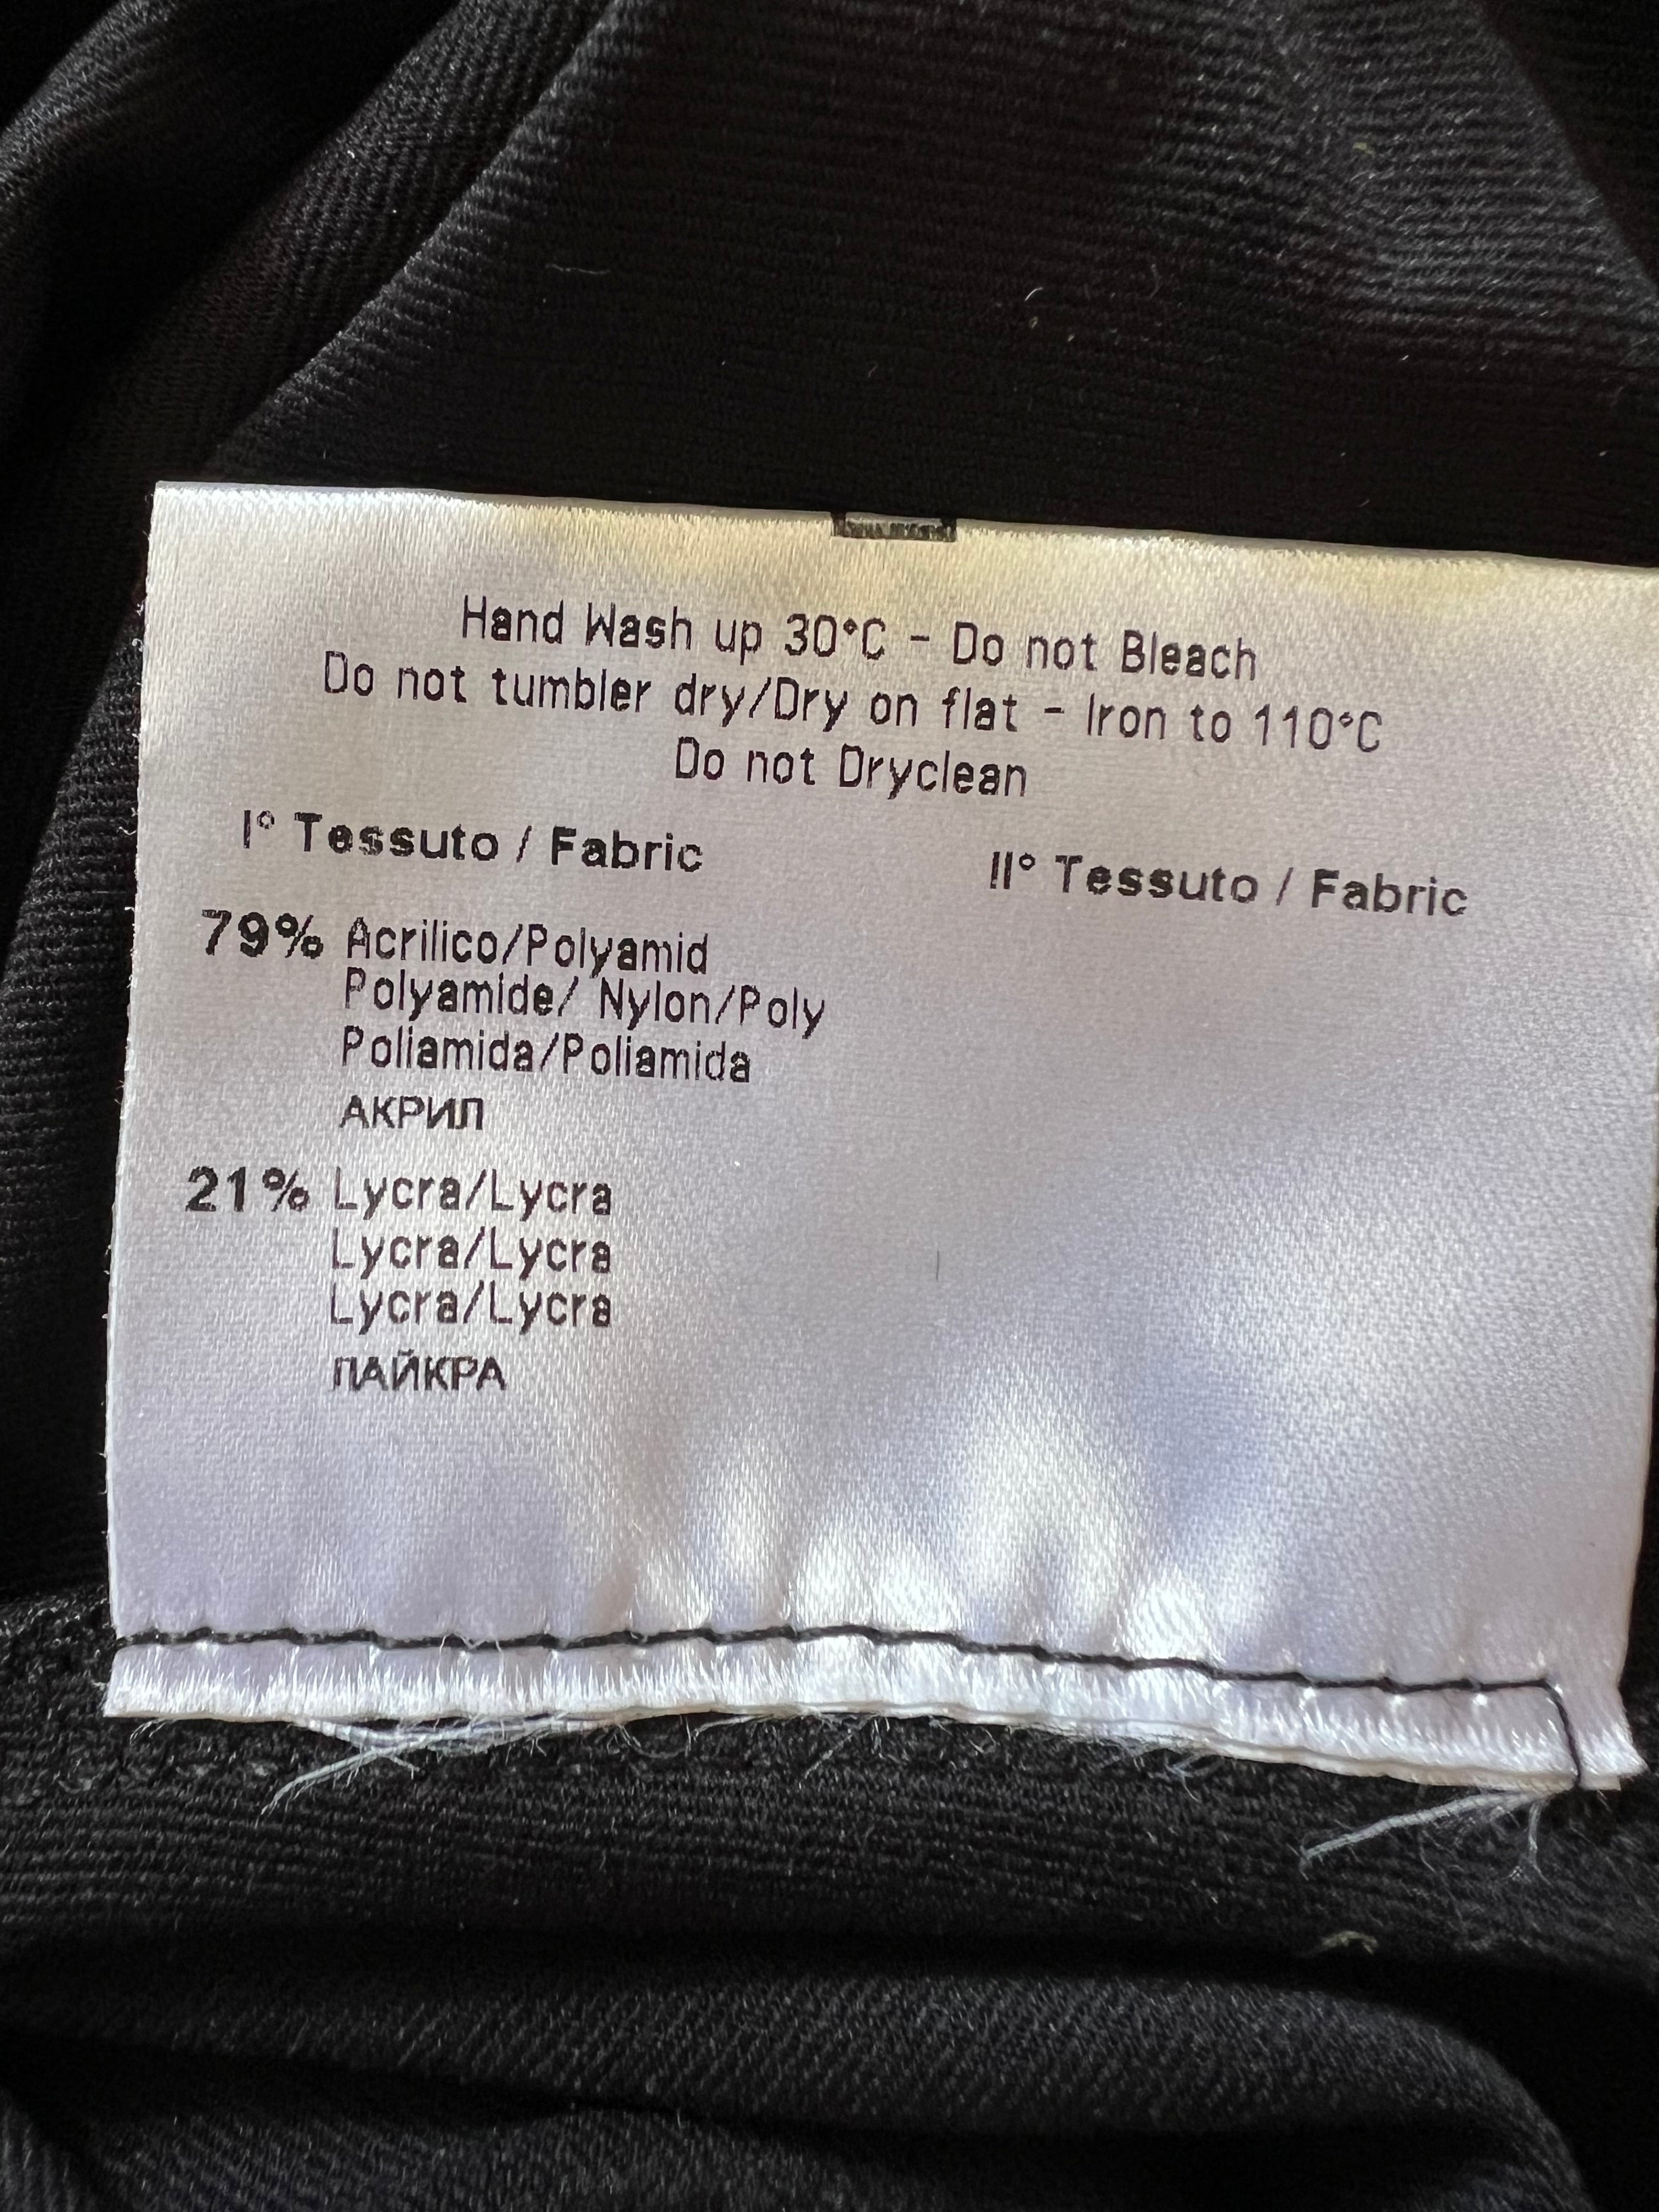 Hand Wash up 30°C - Do not Bleach
Do not tumbler dry/Dry on flat - Iron to 110°C
Do not Dryclean
I° Tessuto / Fabric
II° Tessuto / Fabric
79% Acrilico/Polyamid
Polyamide/ Nylon/Poly
Poliamida/Poliamida
АКРИЛ
21% Lycra/Lycra
Lycra/Lycra
Lycra/Lycra
ЛАЙКРА